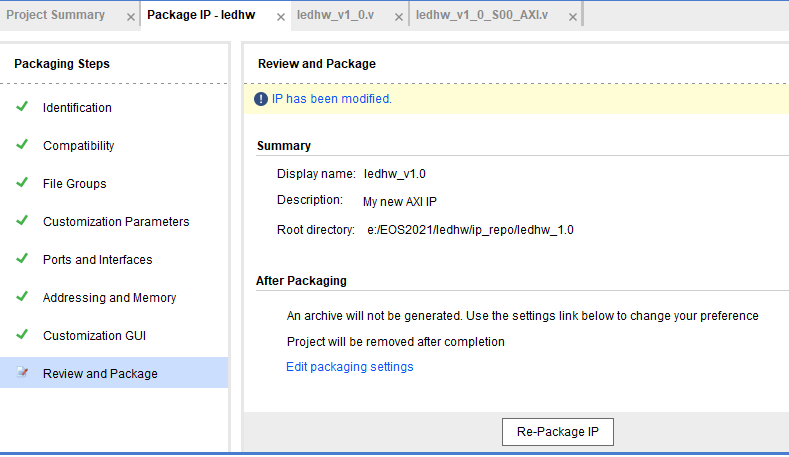 Project Summary × Package IP - ledhw × ledhw_v1_0.v × ledhw_v1_0_S00_AXI.v ×
Packaging Steps
Identification
Compatibility
File Groups
Customization Parameters
Ports and Interfaces
Addressing and Memory
Customization GUI
Review and Package
Review and Package
IP has been modified.
Summary
Display name: ledhw_v1.0
Description: My new AXI IP
Root directory: e:/EOS2021/ledhw/ip_repo/ledhw_1.0
After Packaging
An archive will not be generated. Use the settings link below to change your preference
Project will be removed after completion
Edit packaging settings
Re-Package IP